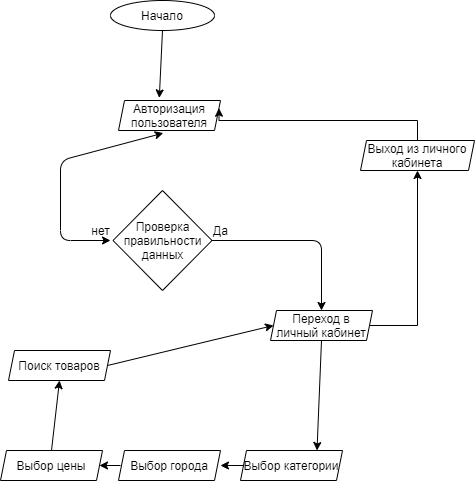 Начало
Авторизация
пользователя
Выход из личного
кабинета
нет
Проверка
правильности
данных
Да
Переход в
личный кабинет
Поиск товаров
Выбор цены
Выбор города
Выбор категории